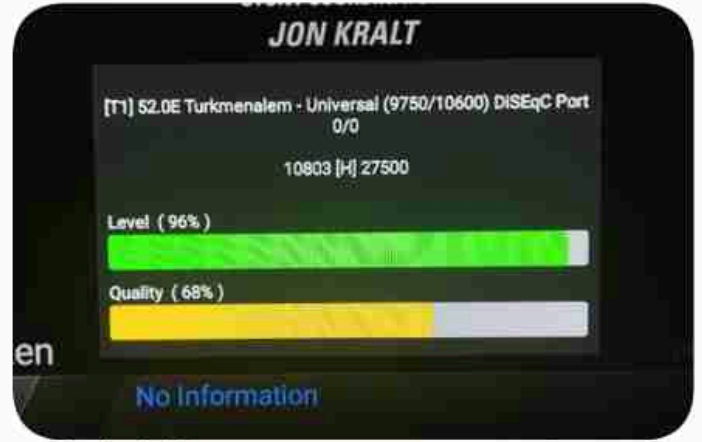 JON KRALT
[T1] 52.0E Turkmenalem - Universal (9750/10600) DISEqC Port
0/0
10803 [H] 27500
Level ( 96% )
Quality ( 68% )
en
No Information